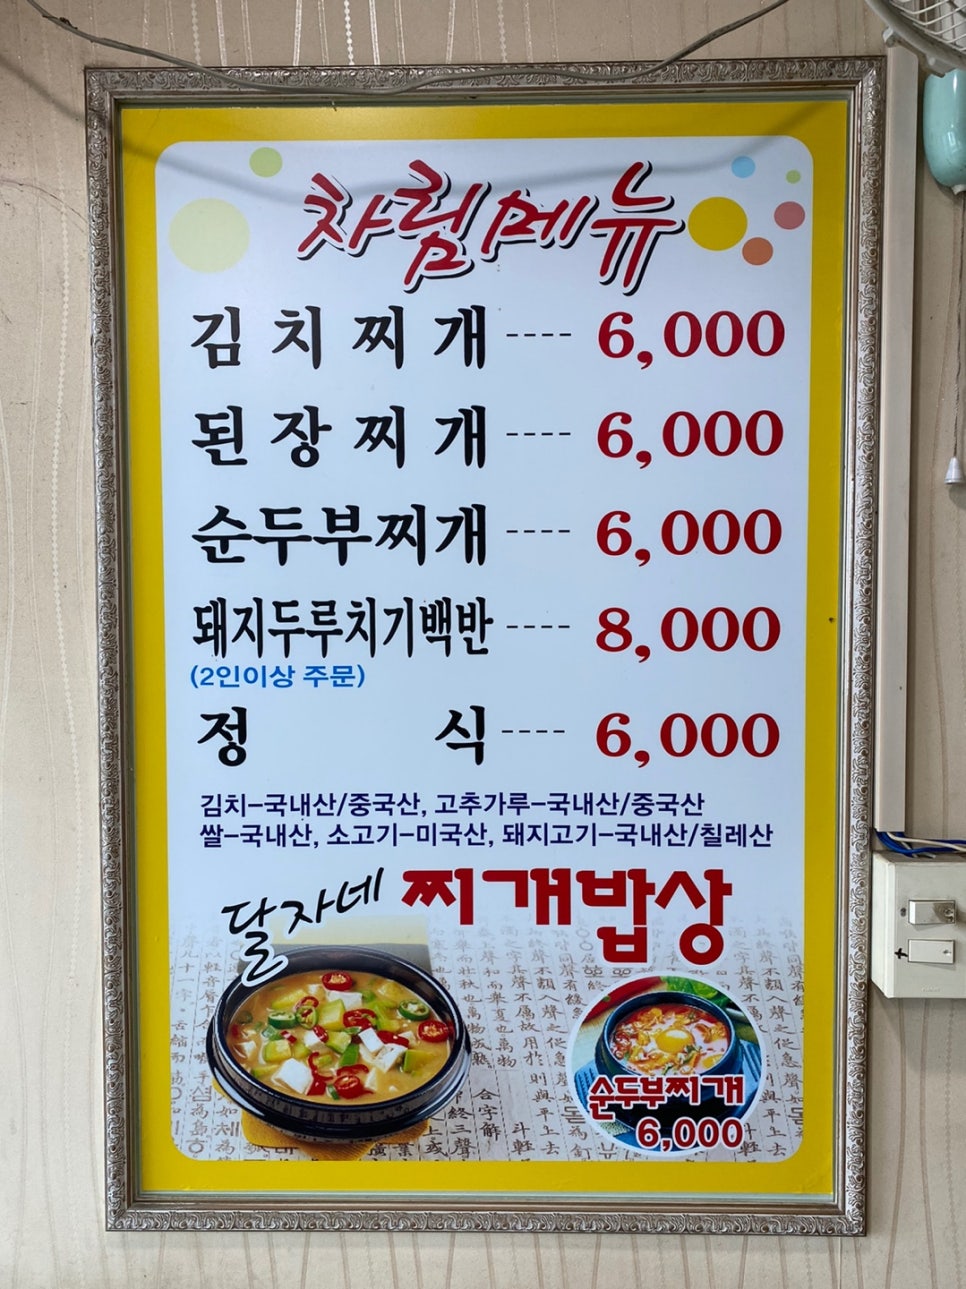 차림메뉴
김치찌개 ---- 6,000
된장찌개 ---- 6,000
순두부찌개 ---- 6,000
돼지두루치기백반 ---- 8,000
(2인이상 주문)
정식 ---- 6,000
김치-국내산/중국산, 고추가루-국내산/중국산
쌀-국내산, 소고기-미국산, 돼지고기-국내산/칠레산
달자네 찌개밥상
순두부찌개
6,000